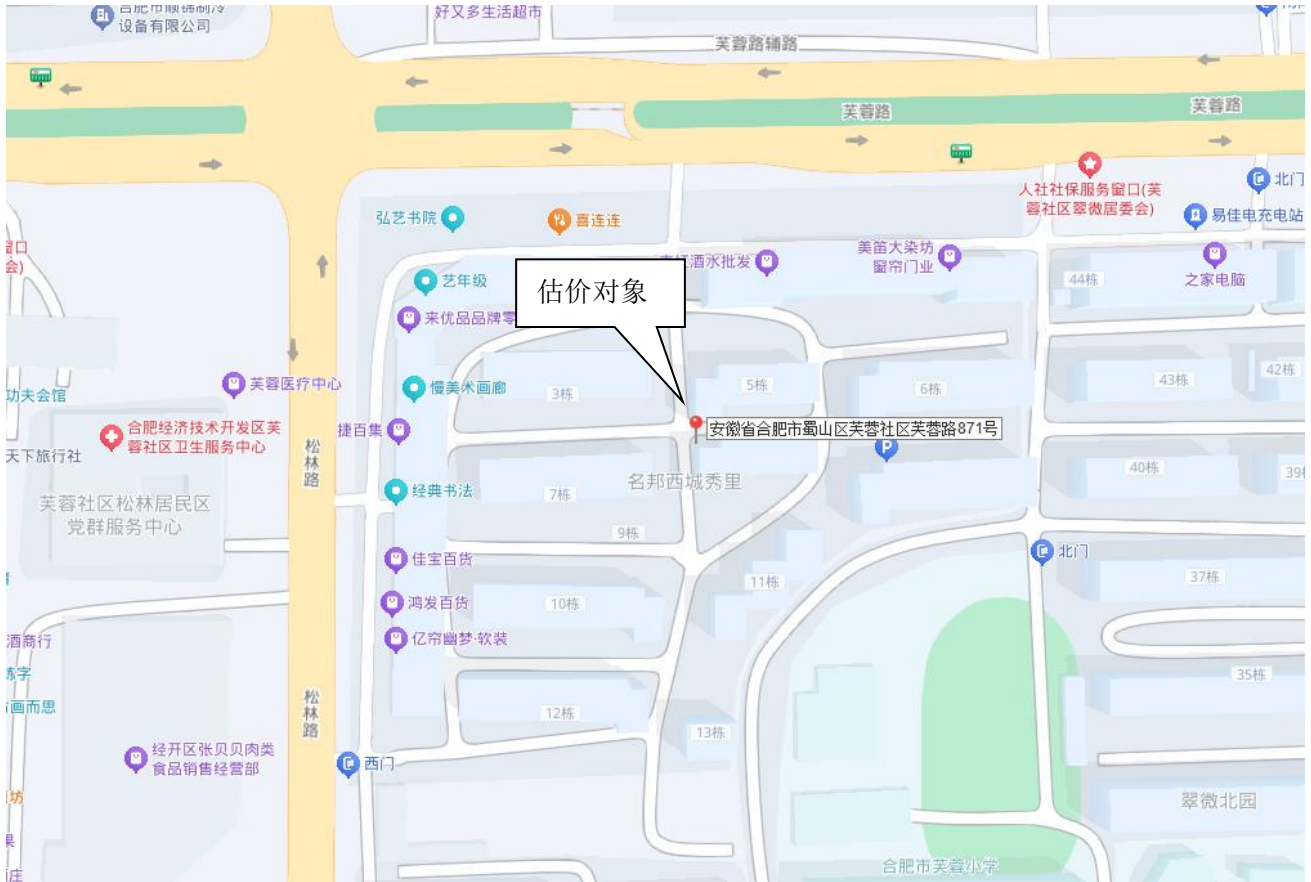 合肥市顺锦制冷
设备有限公司
好又多生活超市
芙蓉路辅路
芙蓉路
芙蓉路
人社社保服务窗口(芙
蓉社区翠微居委会)
北门
易佳电充电站
弘艺书院
喜连连
美笛大染坊
窗帘门业
酒水批发
之家电脑
44栋
艺年级
估价对象
来优品品牌零
芙蓉医疗中心
慢美术画廊
3栋
5栋
6栋
43栋
42栋
功夫会馆
合肥经济技术开发区芙
蓉社区卫生服务中心
捷百集
安徽省合肥市蜀山区芙蓉社区芙蓉路871号
P
天下旅行社
松林路
经典书法
7栋
名邦西城秀里
40栋
39
芙蓉社区松林居民区
党群服务中心
9栋
佳宝百货
11栋
北门
37栋
鸿发百货
10栋
亿帘幽梦·软装
酒商行
35栋
画而思
松林路
12栋
13栋
经开区张贝贝肉类
食品销售经营部
西门
坊
翠微北园
合肥市芙蓉小学
庄